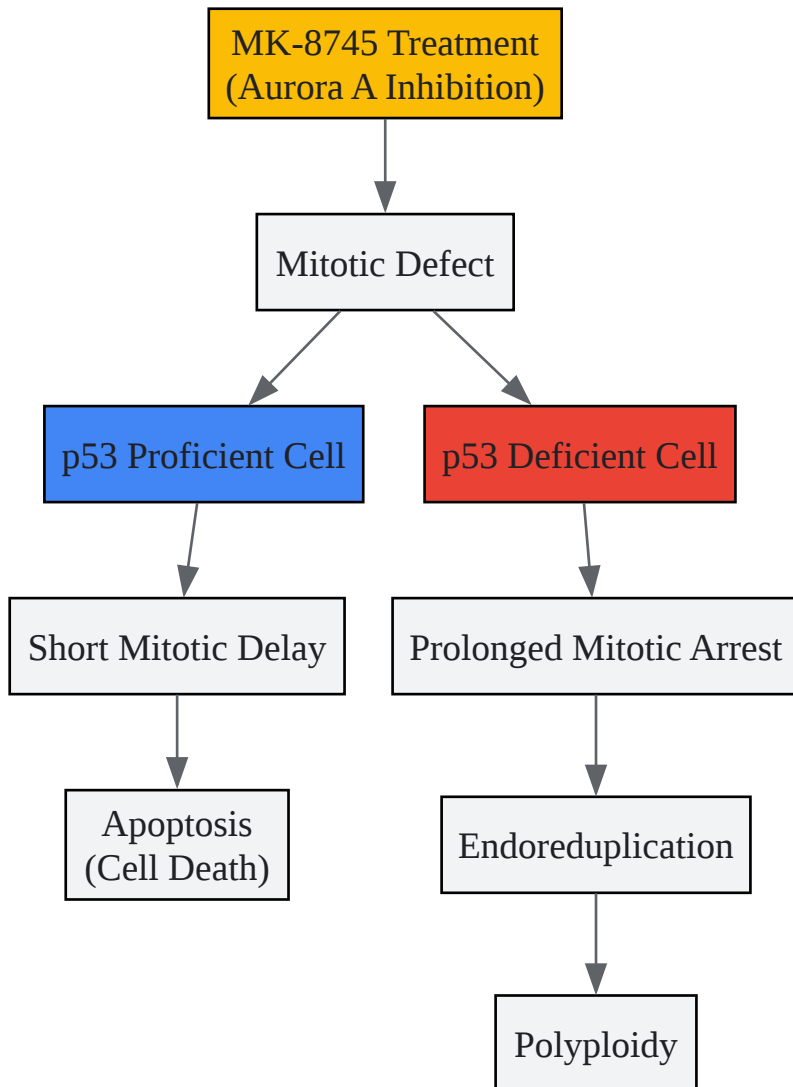 MK-8745 Treatment
(Aurora A Inhibition)
Mitotic Defect
p53 Proficient Cell
p53 Deficient Cell
Short Mitotic Delay
Prolonged Mitotic Arrest
Apoptosis
(Cell Death)
Endoreduplication
Polyploidy